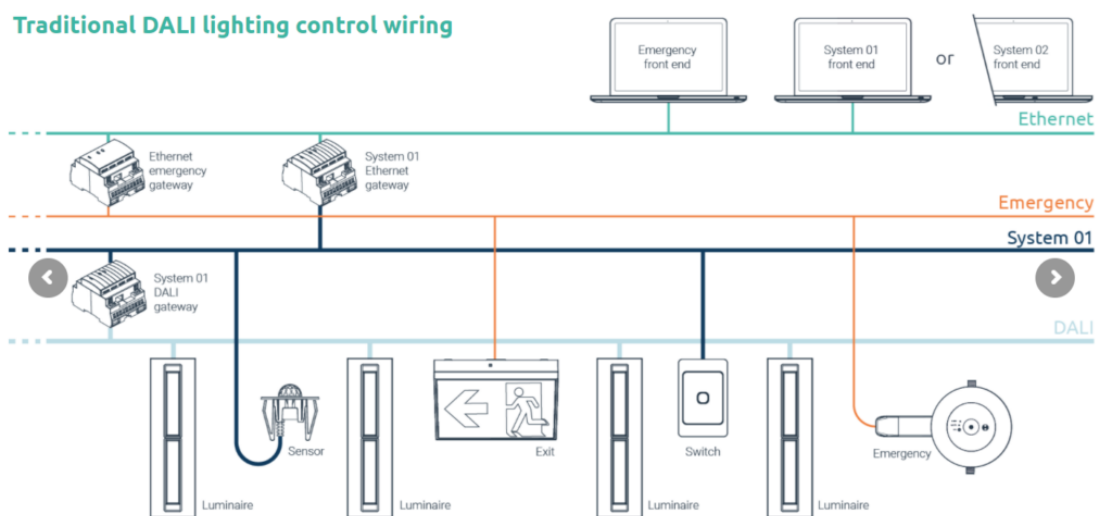 Traditional DALI lighting control wiring
Emergency
front end
System 01
front end
or
System 02
front end
Ethernet
Ethernet
emergency
gateway
System 01
Ethernet
gateway
Emergency
System 01
System 01
DALI
gateway
DALI
Sensor
Exit
Switch
Emergency
Luminaire
Luminaire
Luminaire
Luminaire